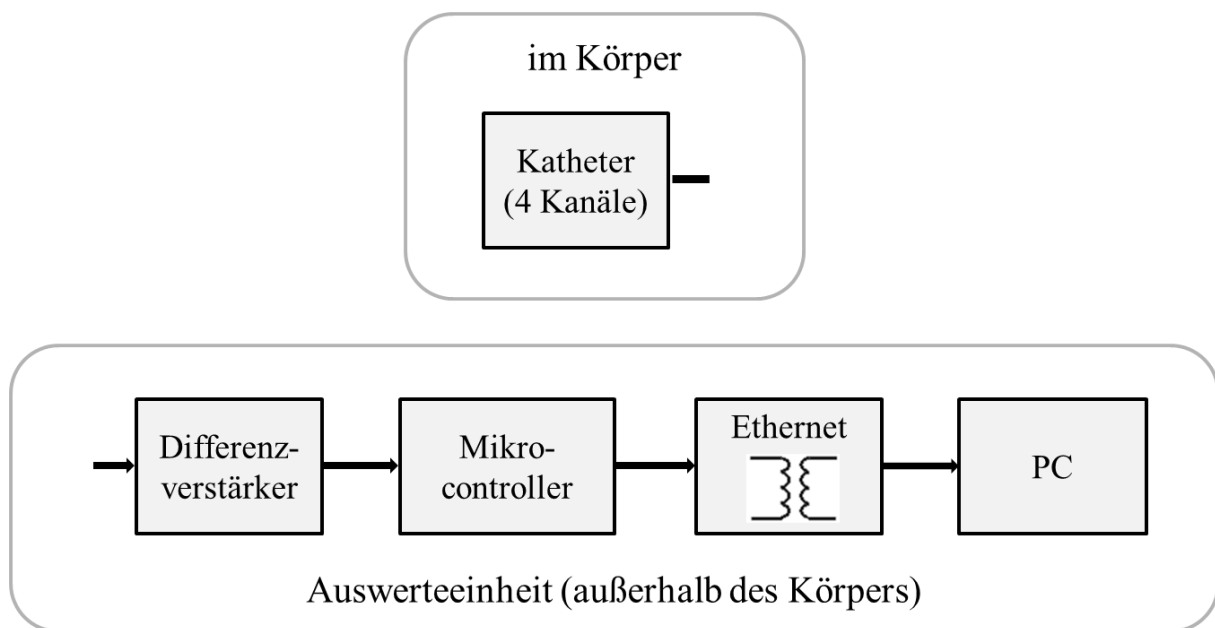 im Körper
Katheter
(4 Kanäle)
Differenz-
verstärker
Mikro-
controller
Ethernet
PC
Auswerteeinheit (außerhalb des Körpers)